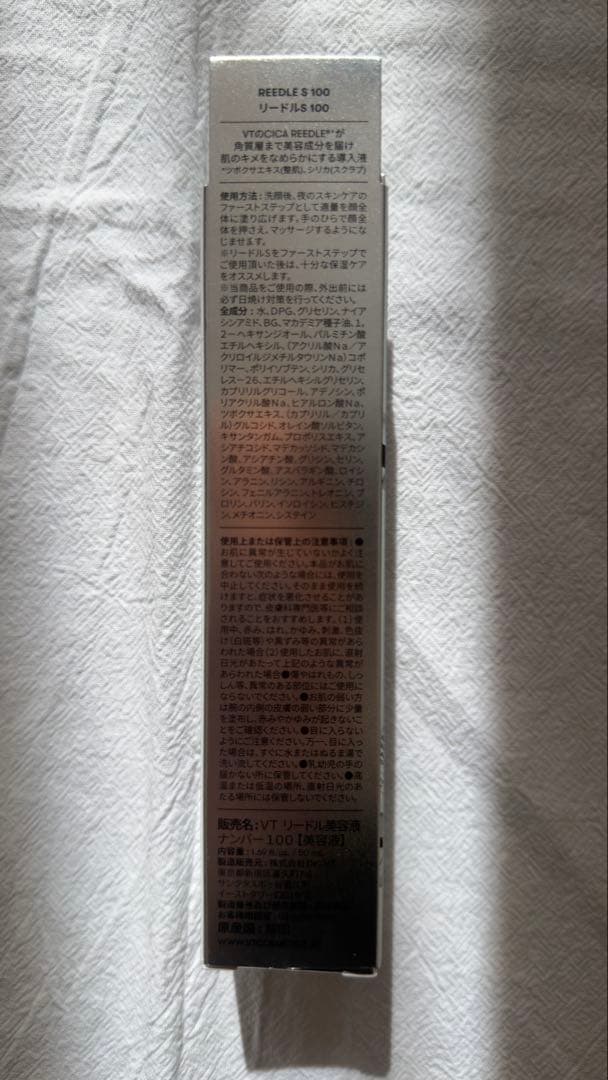 REEDLE S 100
リードルS 100
VTのCICA REEDLE®*が
角質層まで美容成分を届け
肌のキメをなめらかにする導入液
*ツボクサエキス(整肌)、シリカ(スクラブ)
使用方法：洗顔後、夜のスキンケアの
ファーストステップとして適量を顔全
体に塗り広げます。手のひらで顔全
体を押さえ、マッサージするようにな
じませます。
※リードルSをファーストステップで
ご使用頂いた後は、十分な保湿ケア
をオススメします。
※当商品をご使用の際、外出前には
必ず日焼け対策を行ってください。
全成分：水、DPG、グリセリン、ナイア
シンアミド、BG、マカデミア種子油、1,
2－ヘキサンジオール、パルミチン酸
エチルヘキシル、(アクリル酸Na／ア
クリロイルジメチルタウリンNa)コポ
リマー、ポリイソブテン、シリカ、グリセ
レス－26、エチルヘキシルグリセリン、
カプリリルグリコール、アデノシン、ポ
リアクリル酸Na、ヒアルロン酸Na、
ツボクサエキス、(カプリリル／カプリ
ル)グルコシド、オレイン酸ソルビタン、
キサンタンガム、プロポリスエキス、ア
シアチコシド、マデカッソシド、マデカシ
ン酸、アシアチン酸、グリシン、セリン、
グルタミン酸、アスパラギン酸、ロイシ
ン、アラニン、リシン、アルギニン、チロ
シン、フェニルアラニン、トレオニン、プ
ロリン、バリン、イソロイシン、ヒスチジ
ン、メチオニン、システイン
使用上または保管上の注意事項：●
お肌に異常が生じていないかよく注
意してご使用ください。本品がお肌に
合わない次のような場合には、使用を
中止してください。そのまま使用を続
けますと、症状を悪化させることがあ
りますので、皮膚科専門医等にご相談
されることをおすすめします。(1)使
用中、赤み、はれ、かゆみ、刺激、色抜
け(白斑等)や黒ずみ等の異常があら
われた場合(2)使用したお肌に、直射
日光があたって上記のような異常が
あらわれた場合●傷やはれもの、しっ
しん等、異常のある部位にはご使用に
ならないでください。●お肌の弱い方
は腕の内側の皮膚の弱い部分に少量
を塗布し、赤みやかゆみが起きないこ
とをご確認ください。●目に入らない
ようにご注意ください。万一、目に入っ
た場合は、すぐに水またはぬるま湯で
洗い流してください。●乳幼児の手の
届かない所に保管してください。●高
温または低温の場所、直射日光のあ
たる場所には保管しないでください。
販売名：VT リードル美容液
ナンバー100【美容液】
内容量：1.69 fl.oz. / 50 mL
製造販売元：株式会社
東京都新宿区
イーストタワー
原産国：韓国